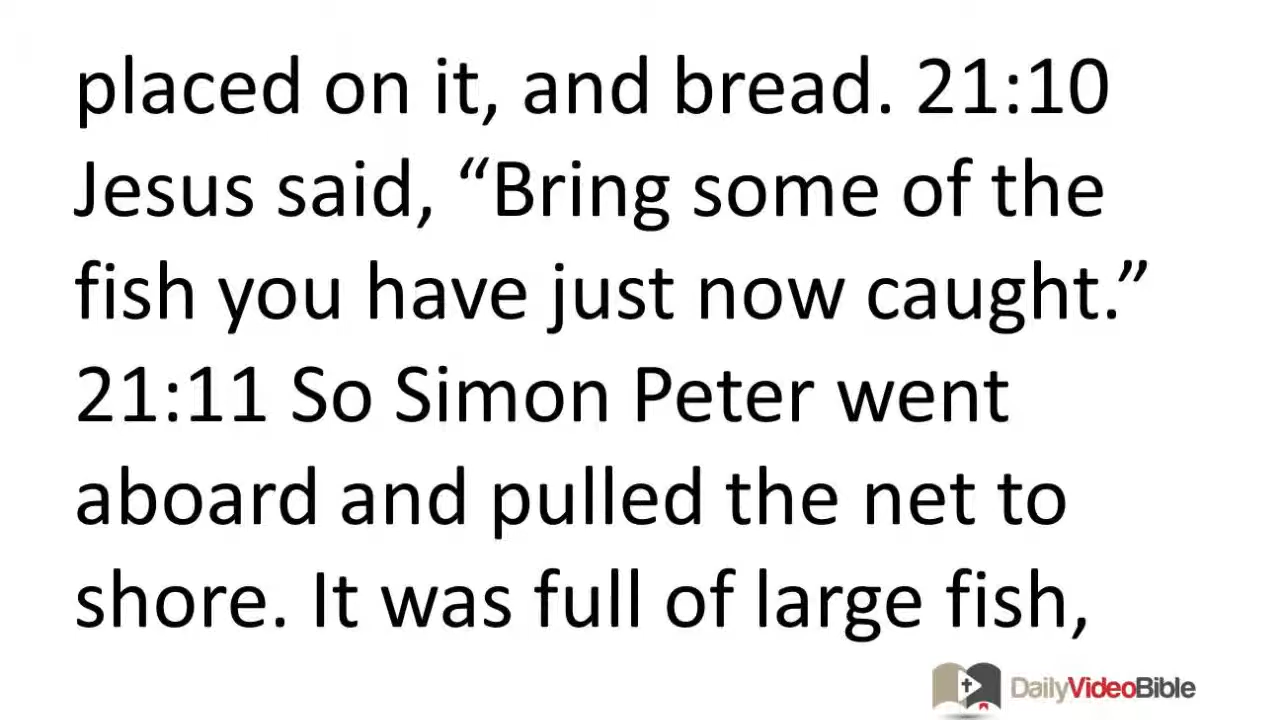 placed on it, and bread. 21:10
Jesus said, “Bring some of the
fish you have just now caught.”
21:11 So Simon Peter went
aboard and pulled the net to
shore. It was full of large fish,
DailyVideoBible